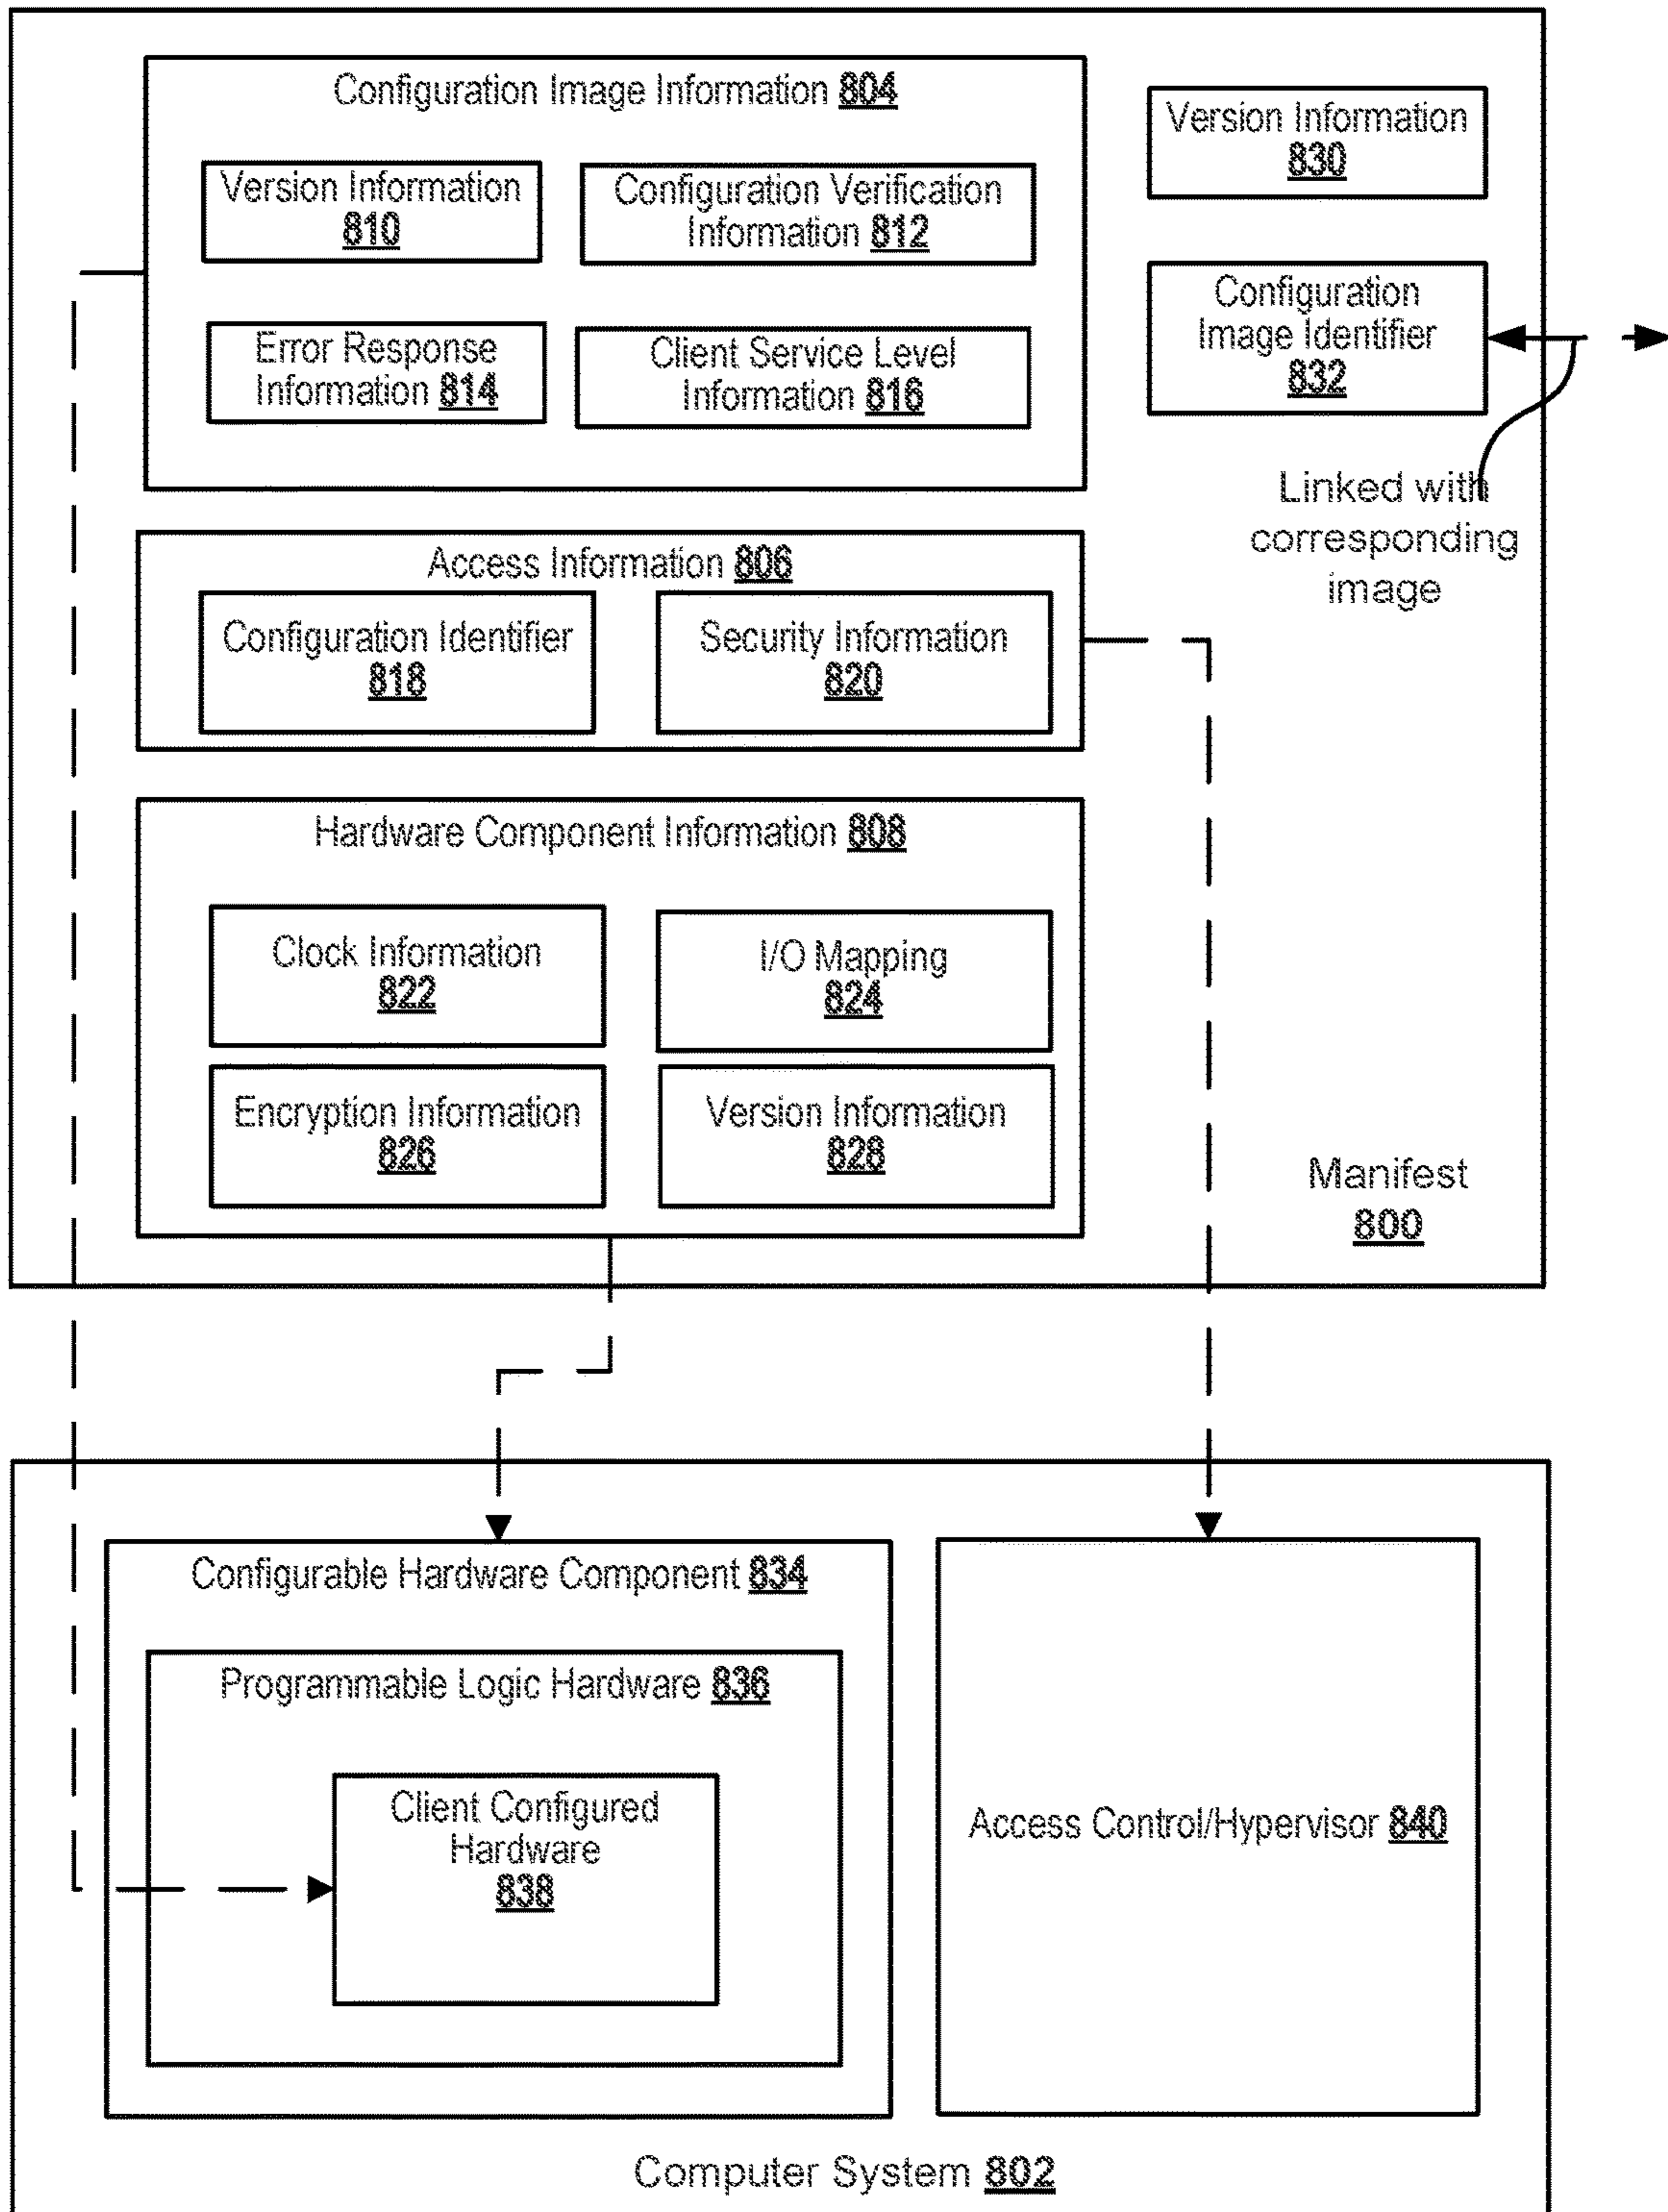 Configuration Image Information 804
Version Information
810
Configuration Verification
Information 812
Error Response
Information 814
Client Service Level
Information 816
Version Information
830
Configuration
Image Identifier
832
Linked with
corresponding
image
Access Information 806
Configuration Identifier
818
Security Information
820
Hardware Component Information 808
Clock Information
822
I/O Mapping
824
Encryption Information
826
Version Information
828
Manifest
800
Configurable Hardware Component 834
Programmable Logic Hardware 836
Client Configured
Hardware
838
Access Control/Hypervisor 840
Computer System 802